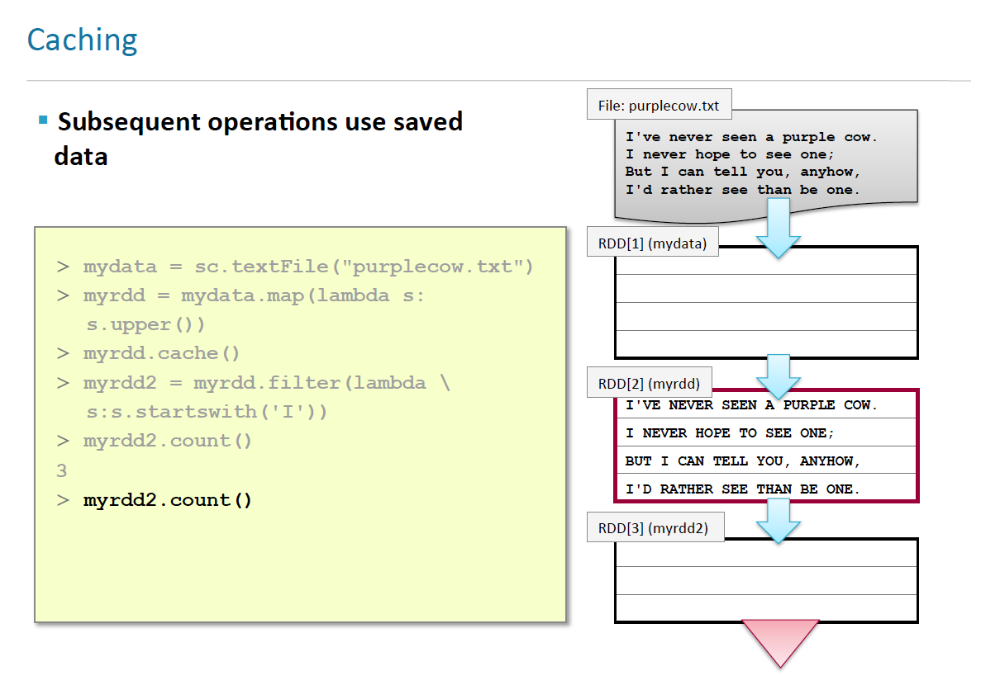 Caching
Subsequent operations use saved
data
> mydata = sc.textFile("purplecow.txt")
> myrdd = mydata.map(lambda s:
s.upper())
> myrdd.cache()
> myrdd2 = myrdd.filter(lambda \
s:s.startswith('I'))
> myrdd2.count()
3
> myrdd2.count()
File: purplecow.txt
I've never seen a purple cow.
I never hope to see one;
But I can tell you, anyhow,
I'd rather see than be one.
RDD[1] (mydata)
RDD[2] (myrdd)
I'VE NEVER SEEN A PURPLE COW.
I NEVER HOPE TO SEE ONE;
BUT I CAN TELL YOU, ANYHOW,
I'D RATHER SEE THAN BE ONE.
RDD[3] (myrdd2)